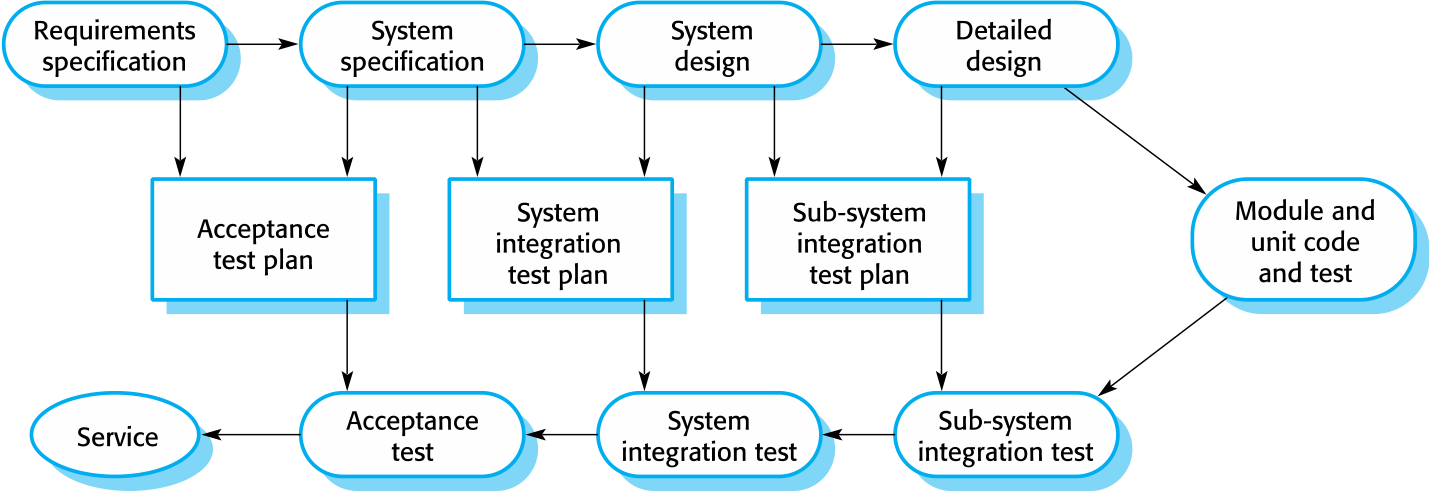 Requirements
specification
System
specification
System
design
Detailed
design
Acceptance
test plan
System
integration
test plan
Sub-system
integration
test plan
Module and
unit code
and test
Service
Acceptance
test
System
integration test
Sub-system
integration test